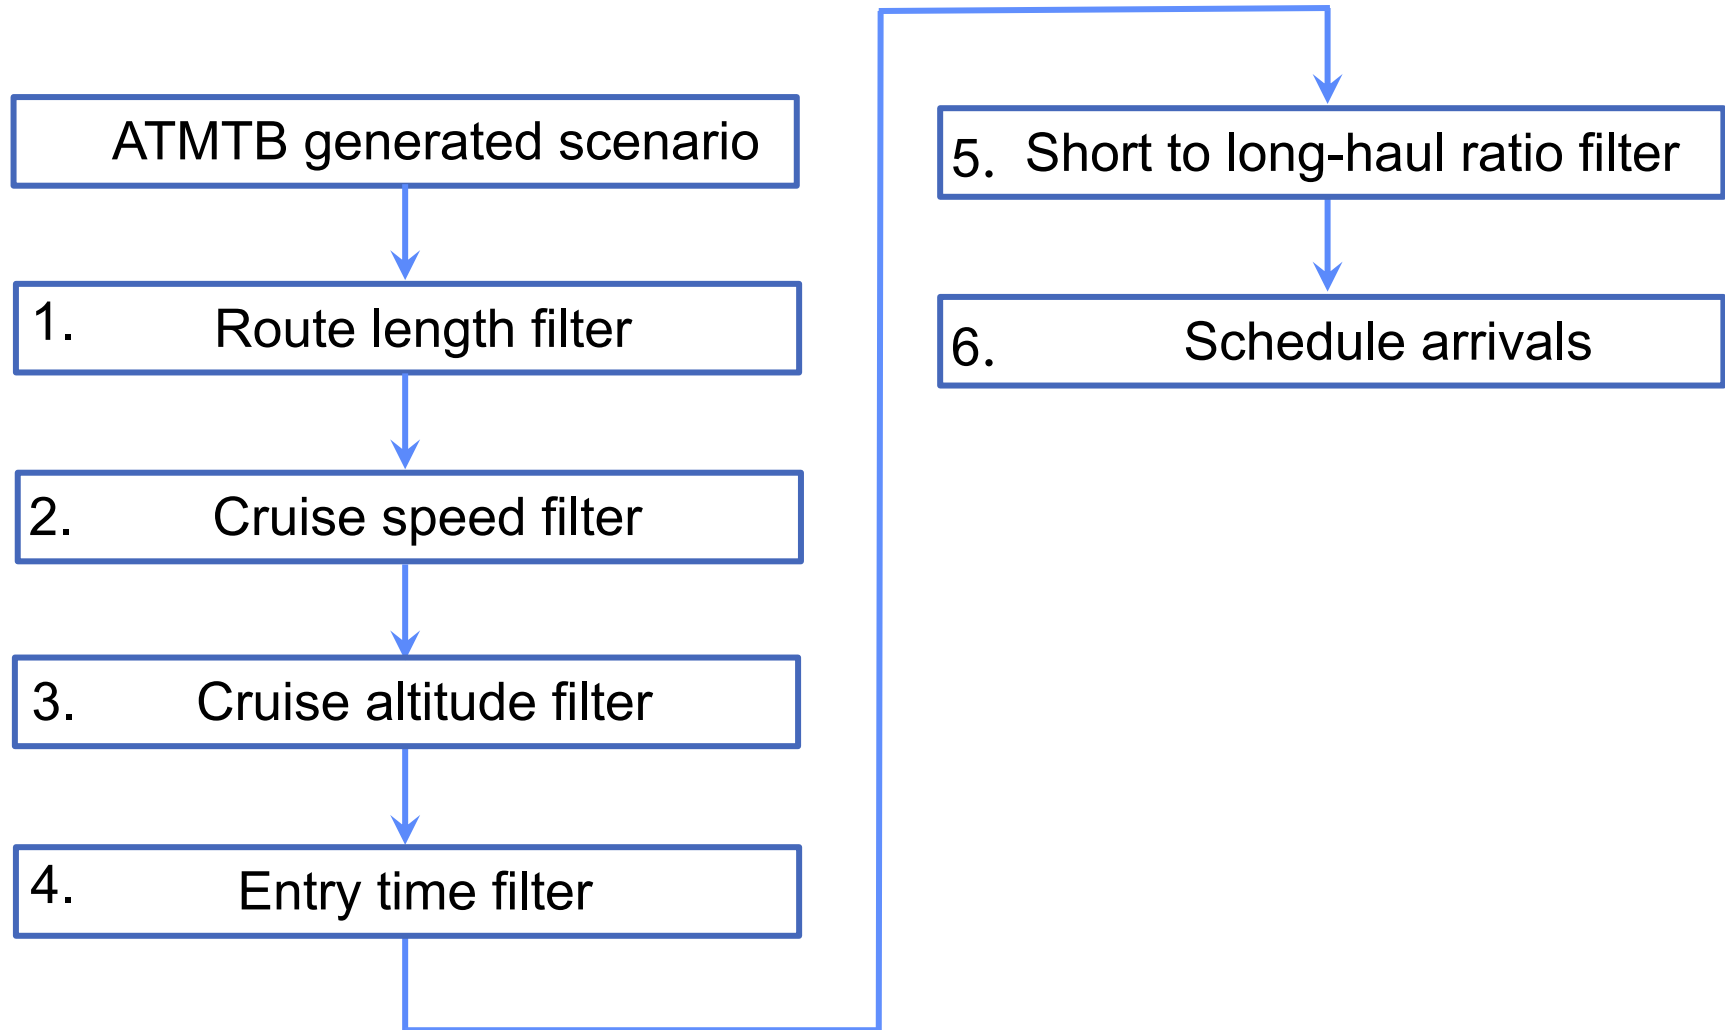 ATMTB generated scenario
1. Route length filter
2. Cruise speed filter
3. Cruise altitude filter
4. Entry time filter
5. Short to long-haul ratio filter
6. Schedule arrivals